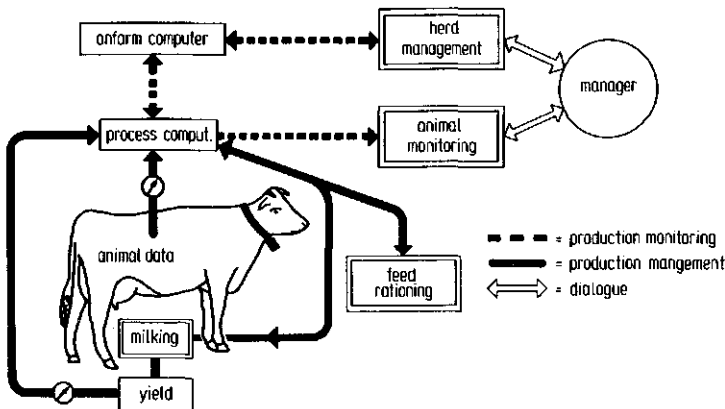 onfarm computer
herd
management
manager
process comput.
animal
monitoring
animal data
feed
rationing
milking
yield
= production monitoring
= production mangement
= dialogue